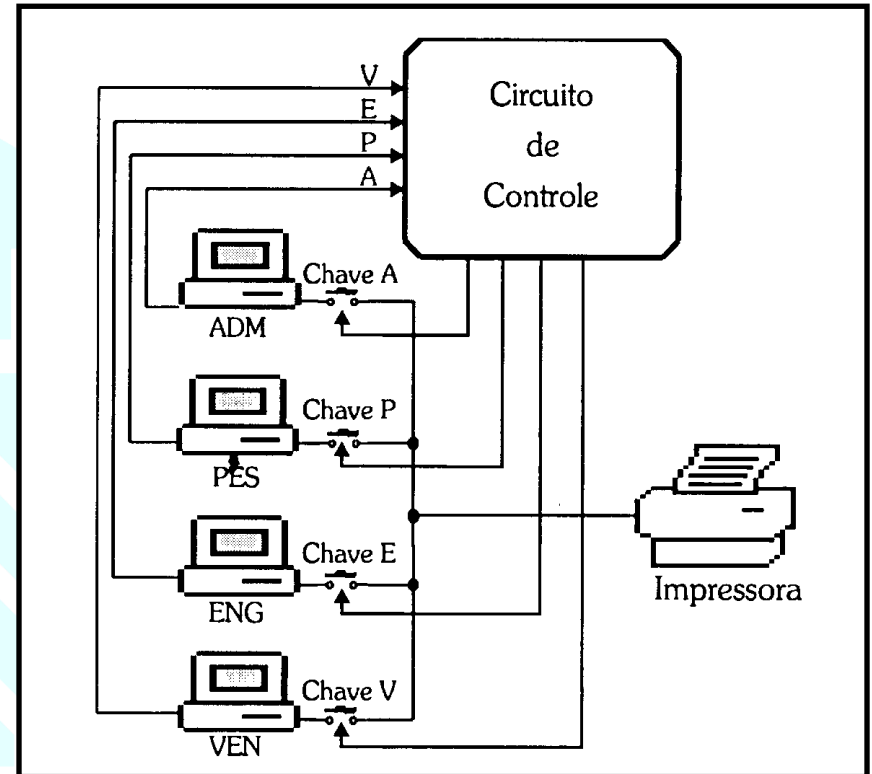 V
E
P
A
Circuito
de
Controle
Chave A
ADM
Chave P
PES
Chave E
ENG
Chave V
VEN
Impressora